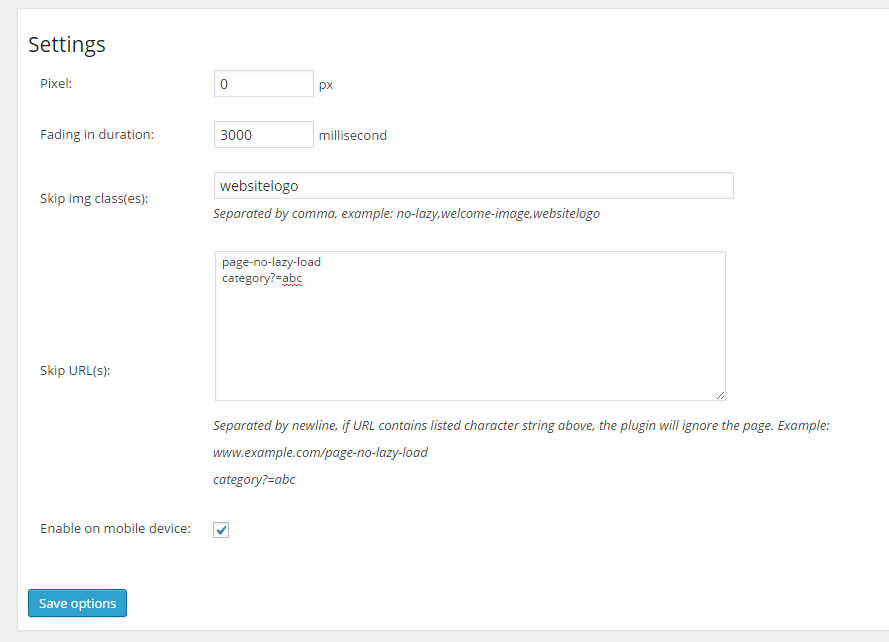 Settings
Pixel: 0 px
Fading in duration: 3000 millisecond
Skip img class(es): websitelogo
Separated by comma, example: no-lazy,welcome-image,websitelogo
page-no-lazy-load
category?=abc
Skip URL(s):
Separated by newline, if URL contains listed character string above, the plugin will ignore the page. Example:
www.example.com/page-no-lazy-load
category?=abc
Enable on mobile device:
Save options